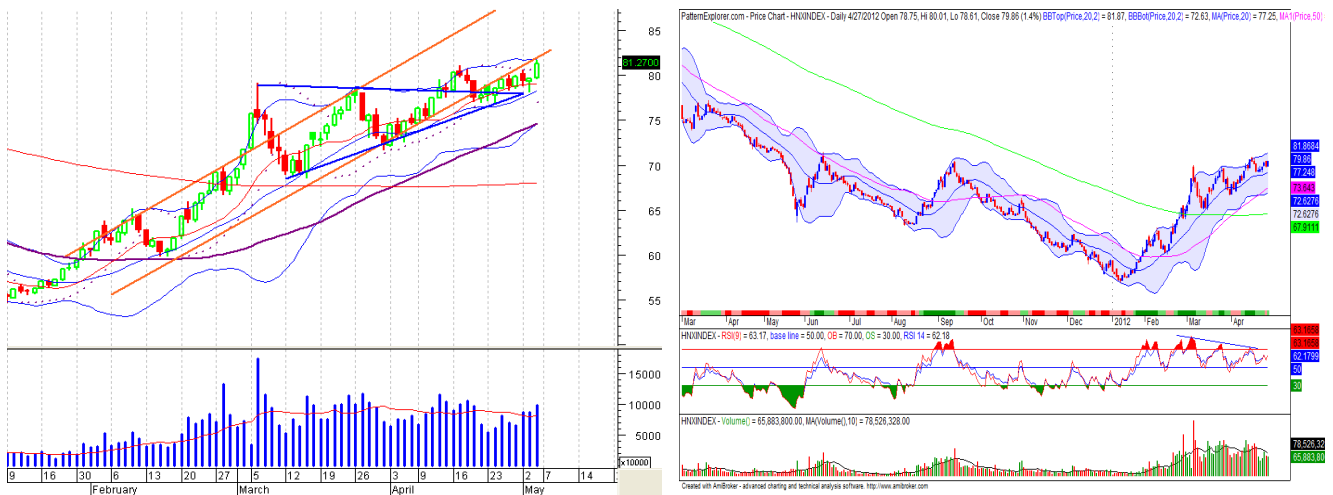 85
81.2700
80
75
70
65
60
55
15000
10000
5000
x10000
9 16 30 6 13 20 27 5 12 19 26 3 9 16 23 2 7 14
February March April May
PatternExplorer.com - Price Chart - HNXINDEX - Daily 4/27/2012 Open 78.75, Hi 80.01, Lo 78.61, Close 79.86 (1.4%) BBTop(Price,20,2) = 81.87, BBBot(Price,20,2) = 72.63, MA(Price,20) = 77.25, MA1(Price,50)
81.8684
79.86
77.248
73.643
72.6276
72.6276
67.9111
Mar Apr May Jun Jul Aug Sep Oct Nov Dec 2012 Feb Mar Apr
HNXINDEX - RSI(9) = 63.17, base line = 50.00, OB = 70.00, OS = 30.00, RSI 14 = 62.18
62.1799
50
30
HNXINDEX - Volume() = 65,883,800.00, MA(Volume(),10) = 78,526,328.00
78,526,32
65,883,80
Created with AmiBroker - advanced charting and technical analysis software. http://www.amibroker.com